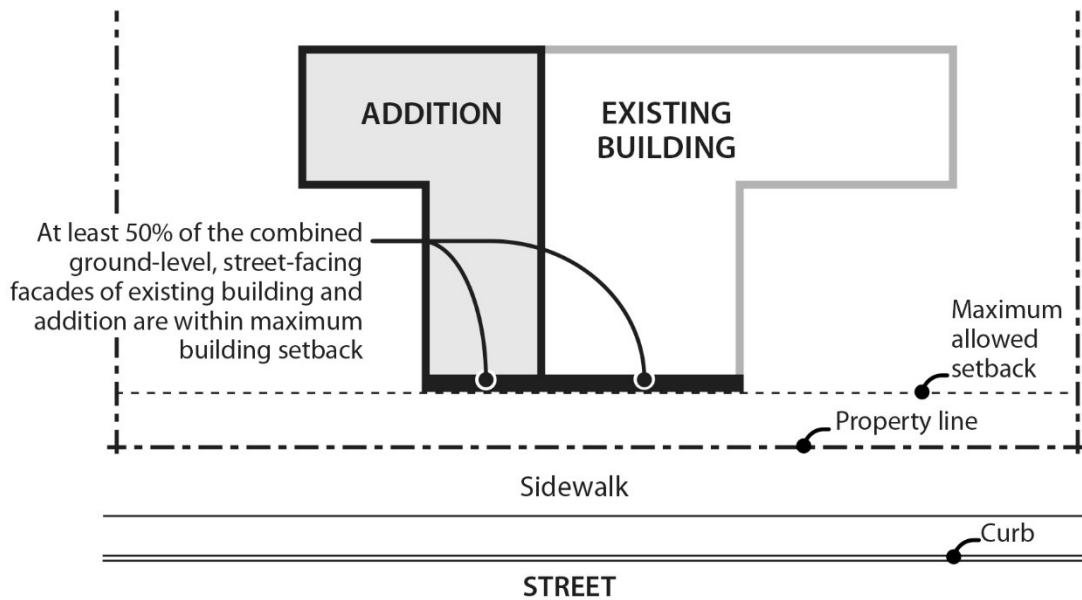 ADDITION
EXISTING
BUILDING
At least 50% of the combined
ground-level, street-facing
facades of existing building and
addition are within maximum
building setback
Maximum
allowed
setback
Property line
Sidewalk
Curb
STREET